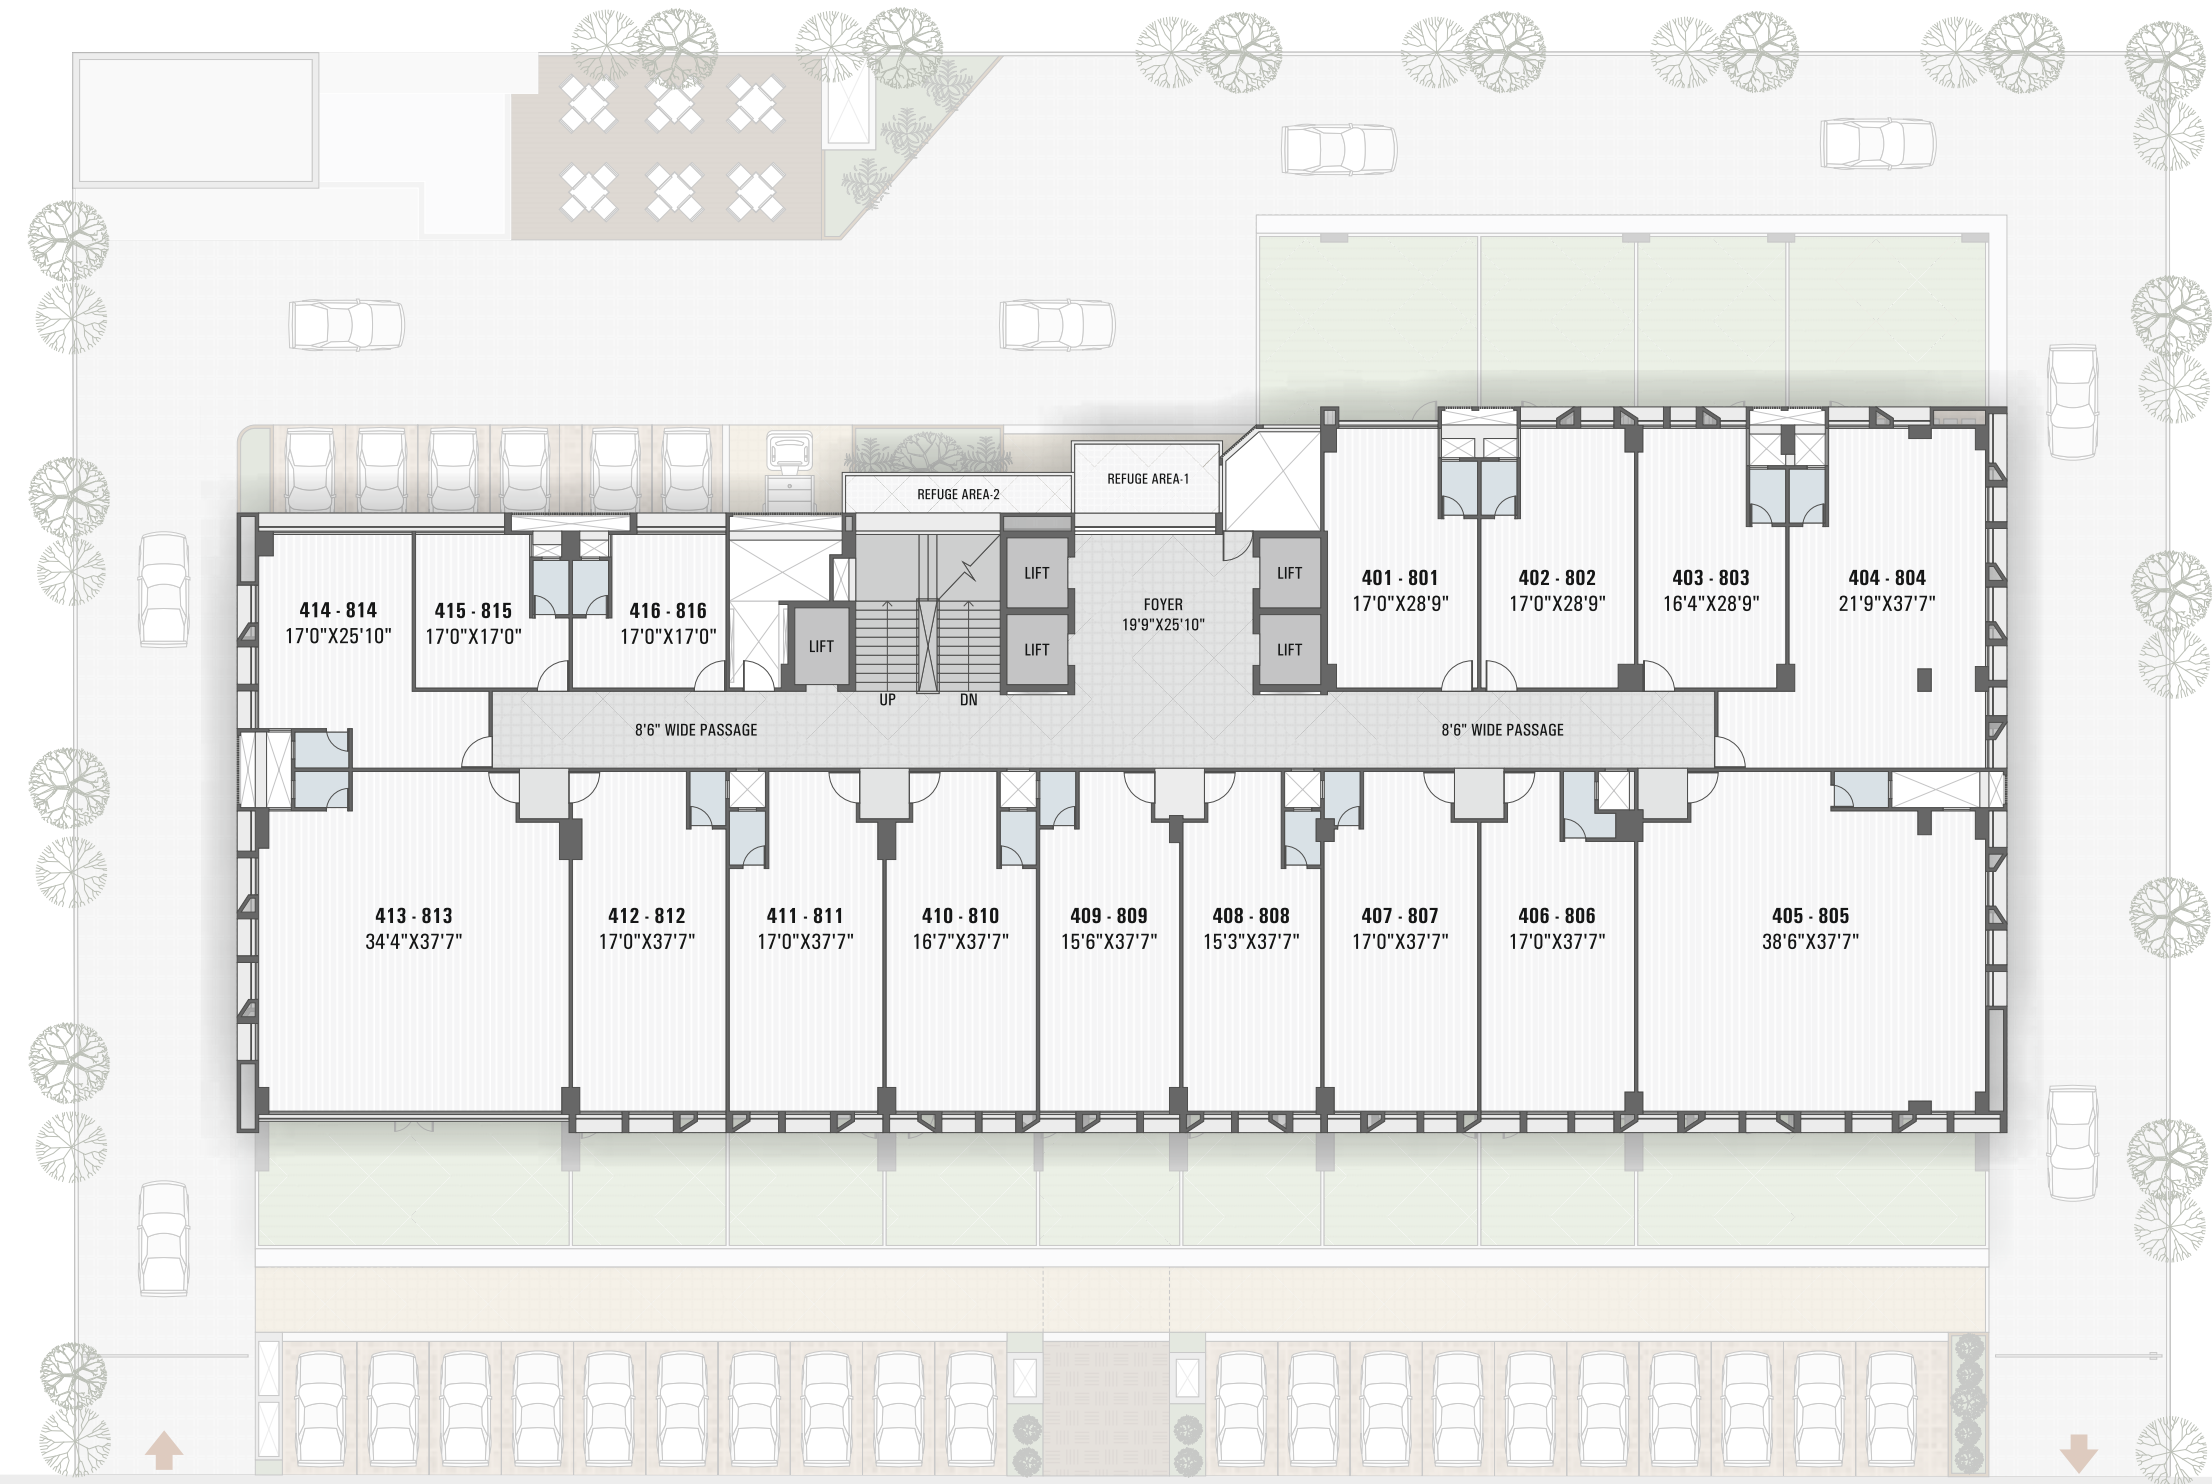 REFUGE AREA-1
REFUGE AREA-2
LIFT
LIFT
FOYER
19'9"X25'10"
LIFT
LIFT
LIFT
UP
DN
401 - 801
17'0"X28'9"
402 - 802
17'0"X28'9"
403 - 803
16'4"X28'9"
404 - 804
21'9"X37'7"
414 - 814
17'0"X25'10"
415 - 815
17'0"X17'0"
416 - 816
17'0"X17'0"
8'6" WIDE PASSAGE
8'6" WIDE PASSAGE
413 - 813
34'4"X37'7"
412 - 812
17'0"X37'7"
411 - 811
17'0"X37'7"
410 - 810
16'7"X37'7"
409 - 809
15'6"X37'7"
408 - 808
15'3"X37'7"
407 - 807
17'0"X37'7"
406 - 806
17'0"X37'7"
405 - 805
38'6"X37'7"